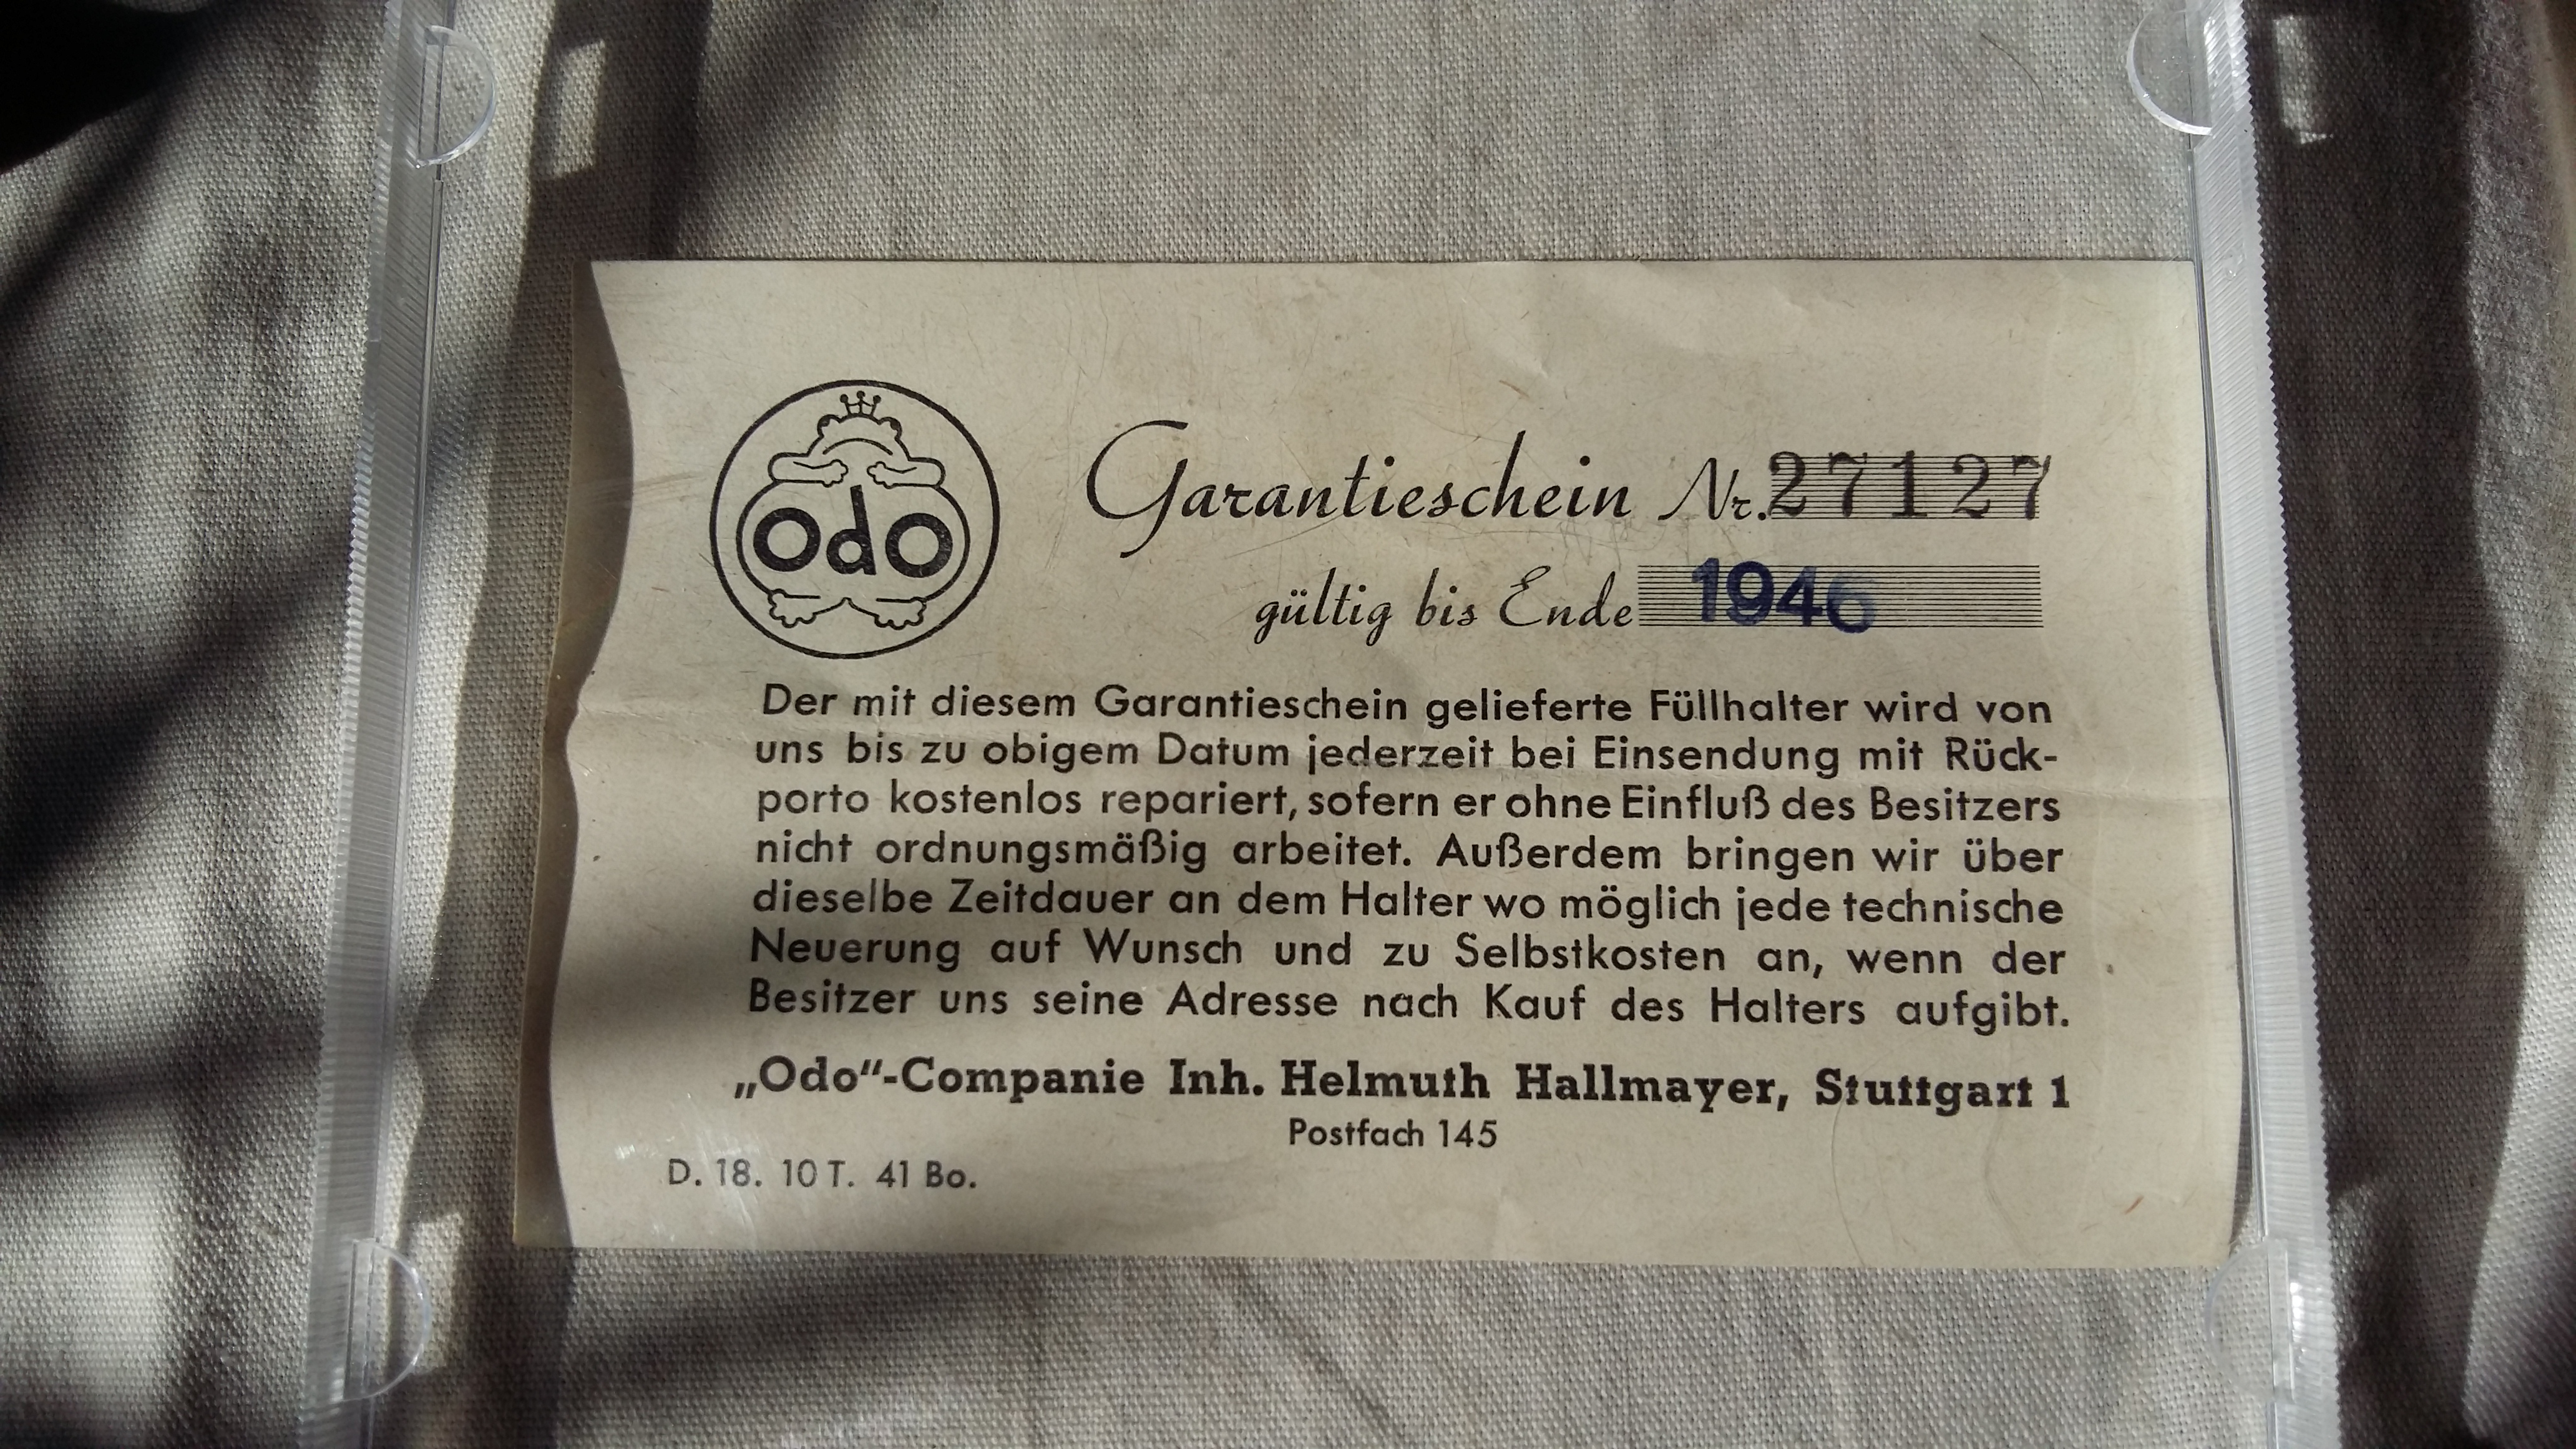 Odo
Garantieschein Nr. 27127
gültig bis Ende 1946
Der mit diesem Garantieschein gelieferte Füllhalter wird von
uns bis zu obigem Datum jederzeit bei Einsendung mit Rück-
porto kostenlos repariert, sofern er ohne Einfluß des Besitzers
nicht ordnungsmäßig arbeitet. Außerdem bringen wir über
dieselbe Zeitdauer an dem Halter wo möglich jede technische
Neuerung auf Wunsch und zu Selbstkosten an, wenn der
Besitzer uns seine Adresse nach Kauf des Halters aufgibt.
„Odo“-Companie Inh. Helmuth Hallmayer, Stuttgart 1
Postfach 145
D. 18. 10 T. 41 Bo.